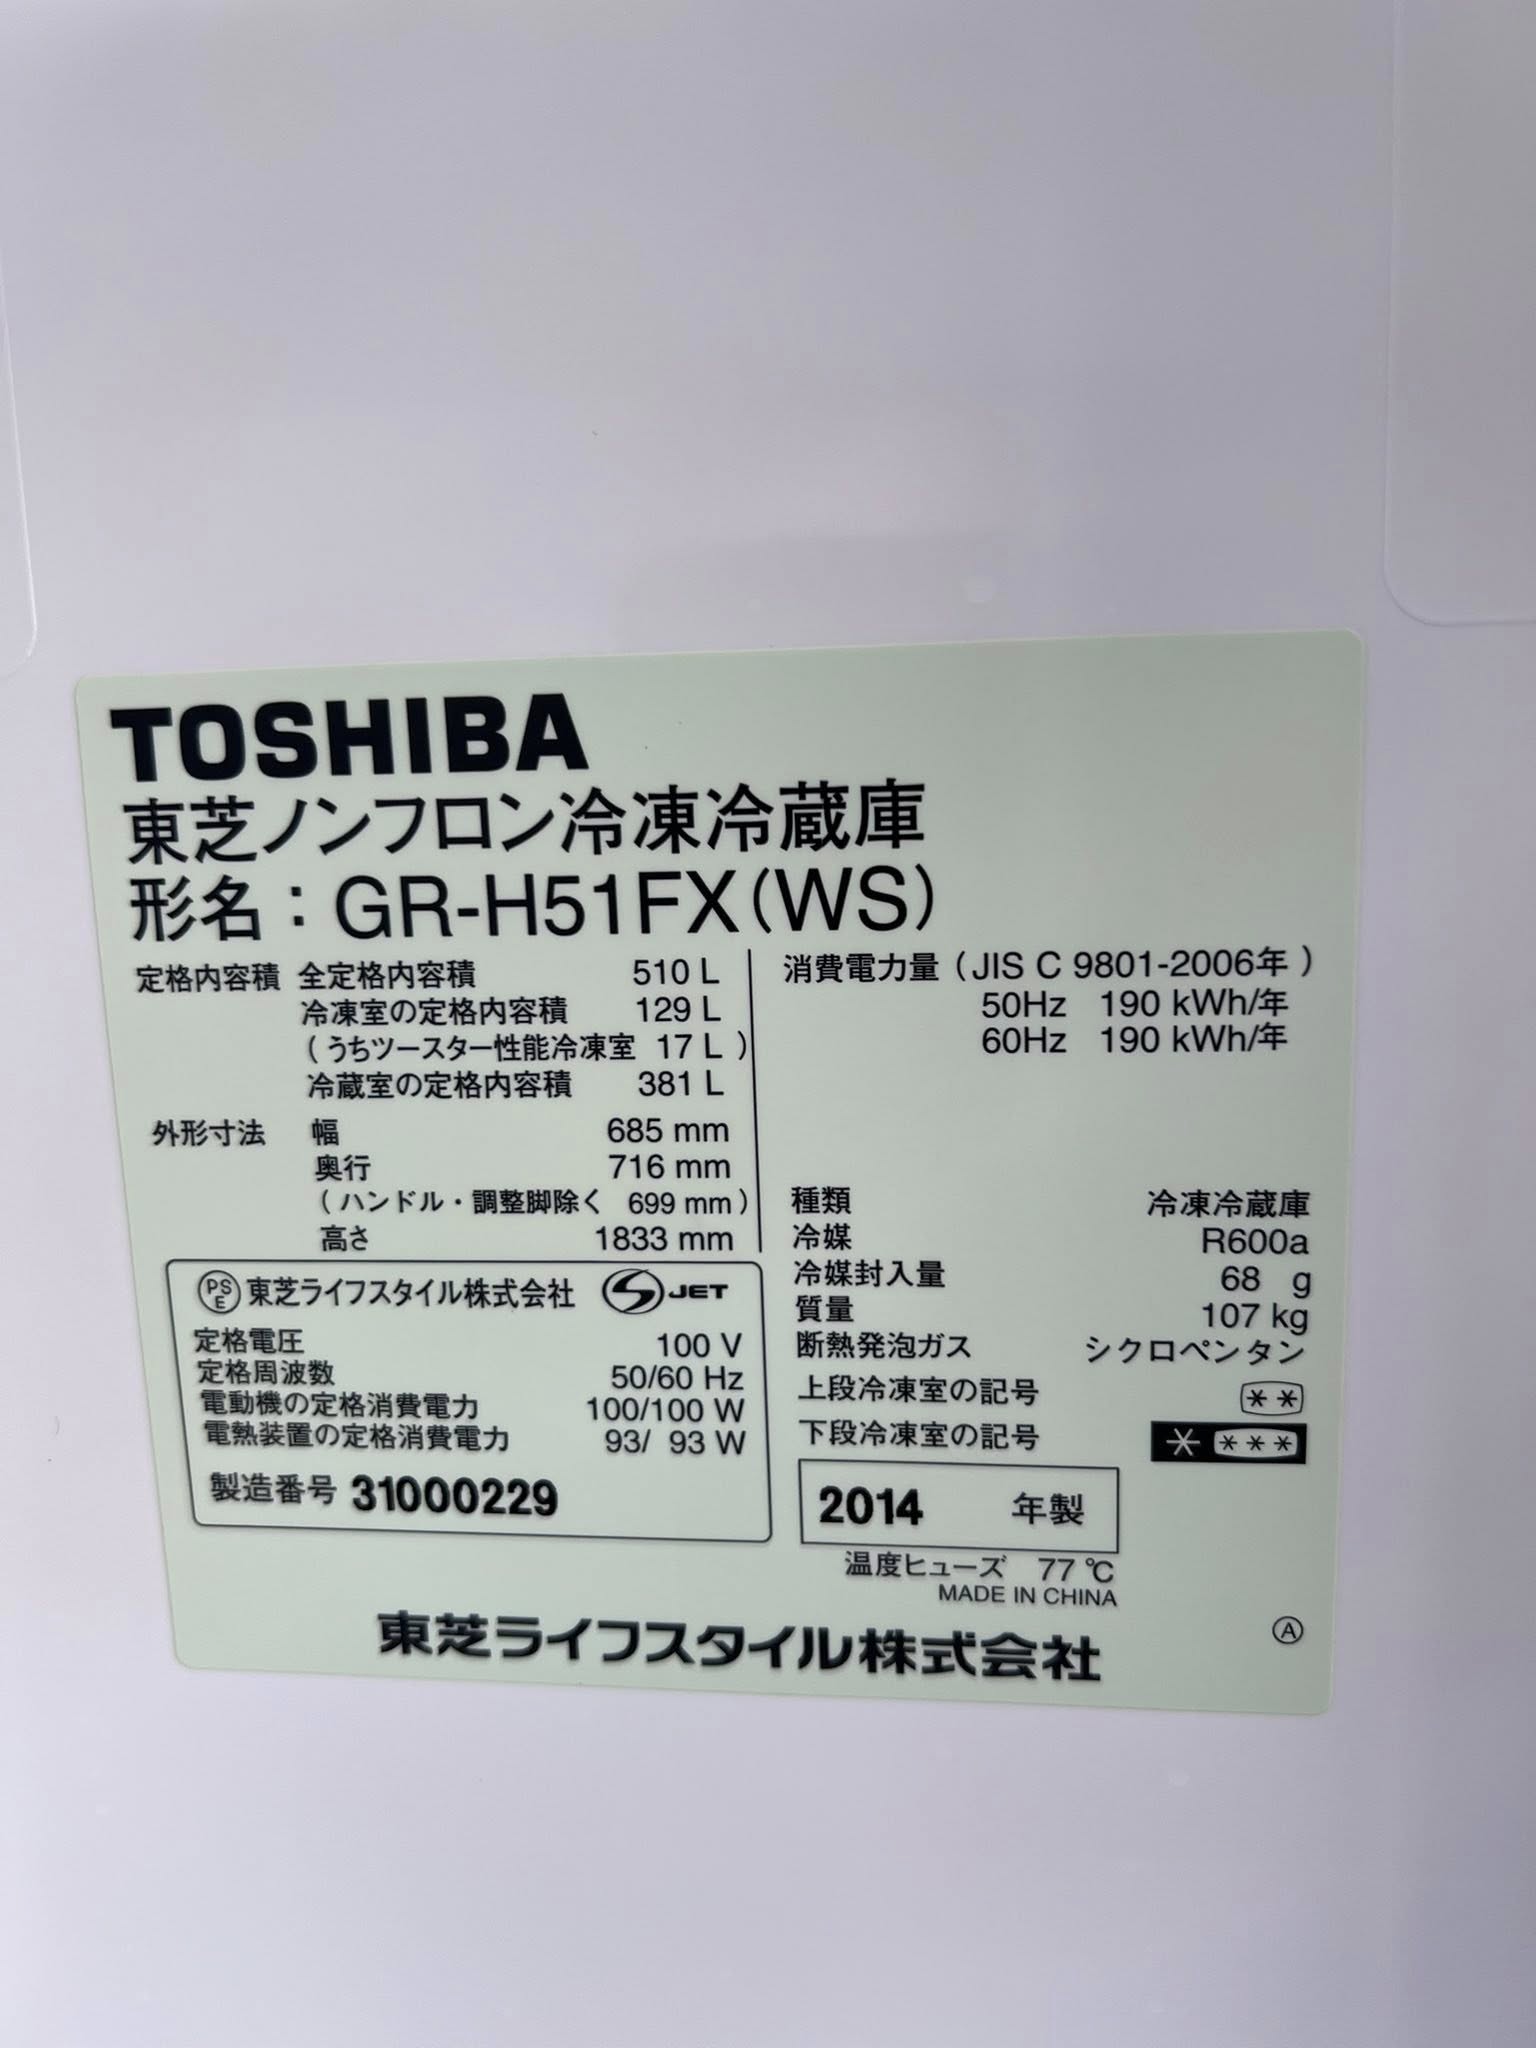 TOSHIBA
東芝ノンフロン冷凍冷蔵庫
形名：GR-H51FX(WS)
定格内容積 全定格内容積 510 L
冷凍室の定格内容積 129 L
（うちツースター性能冷凍室 17 L ）
冷蔵室の定格内容積 381 L
外形寸法 幅 685 mm
奥行 716 mm
（ハンドル・調整脚除く 699 mm ）
高さ 1833 mm
消費電力量（JIS C 9801-2006年 ）
50Hz 190 kWh/年
60Hz 190 kWh/年
種類 冷凍冷蔵庫
冷媒 R600a
冷媒封入量 68 g
質量 107 kg
断熱発泡ガス シクロペンタン
上段冷凍室の記号 **
下段冷凍室の記号 * ***
PSE 東芝ライフスタイル株式会社 S JET
定格電圧 100 V
定格周波数 50/60 Hz
電動機の定格消費電力 100/100 W
電熱装置の定格消費電力 93/ 93 W
製造番号 31000229
2014 年製
温度ヒューズ 77 ℃
MADE IN CHINA
東芝ライフスタイル株式会社
Ⓐ